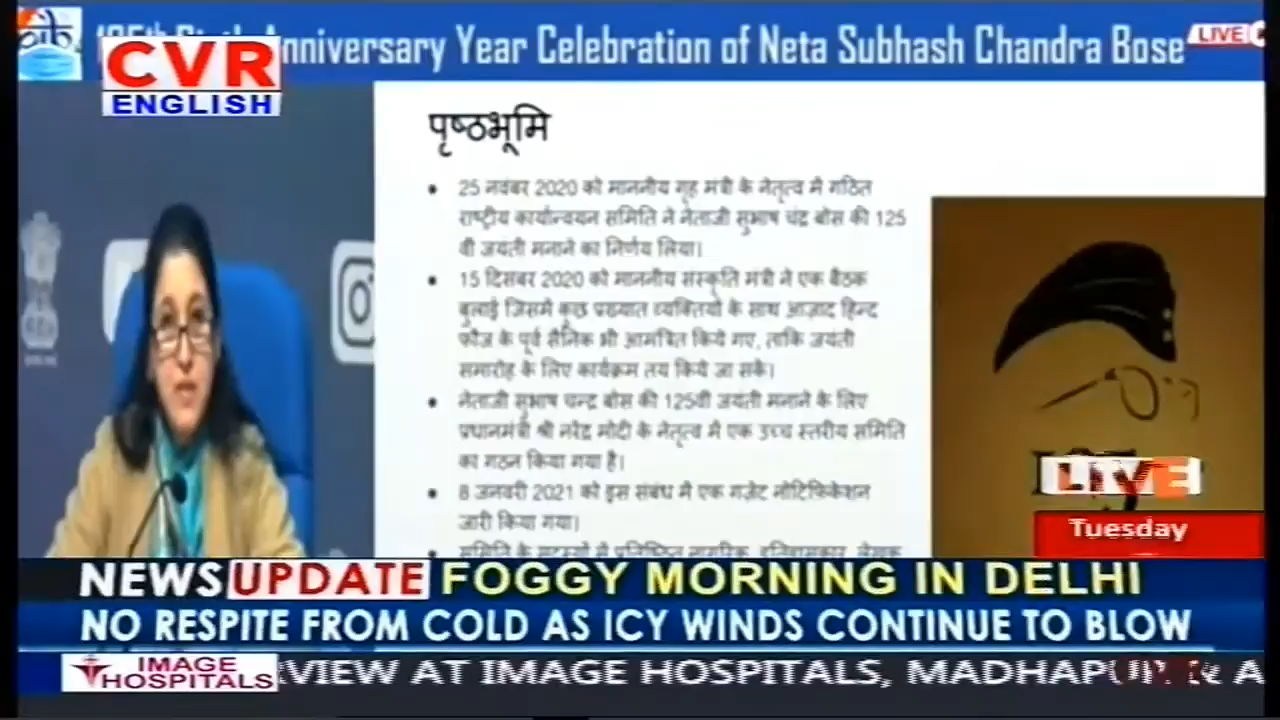 Anniversary Year Celebration of Neta Subhash Chandra Bose
LIVE
CVR
ENGLISH
पृष्ठभूमि
• 25 नवंबर 2020 को माननीय गृह मंत्री के नेतृत्व में गठित
राष्ट्रीय कार्यान्वयन समिति ने नेताजी सुभाष चंद्र बोस की 125
वी जयंती मनाने का निर्णय लिया।
• 15 दिसंबर 2020 को माननीय संस्कृति मंत्री ने एक बैठक
बुलाई जिसमें कुछ प्रख्यात व्यक्तियों के साथ आज़ाद हिन्द
फौज के पूर्व सैनिक भी आमंत्रित किये गए, ताकि जयंती
समारोह के लिए कार्यक्रम तय किये जा सके।
• नेताजी सुभाष चन्द्र बोस की 125वी जयंती मनाने के लिए
प्रधानमंत्री श्री नरेंद्र मोदी के नेतृत्व में एक उच्च स्तरीय समिति
का गठन किया गया है।
• 8 जनवरी 2021 को इस संबंध में एक गज़ेट नोटिफिकेशन
जारी किया गया।
LIVE
Tuesday
NEWS UPDATE FOGGY MORNING IN DELHI
NO RESPITE FROM COLD AS ICY WINDS CONTINUE TO BLOW
IMAGE
HOSPITALS
VIEW AT IMAGE HOSPITALS, MADHAPUR & A